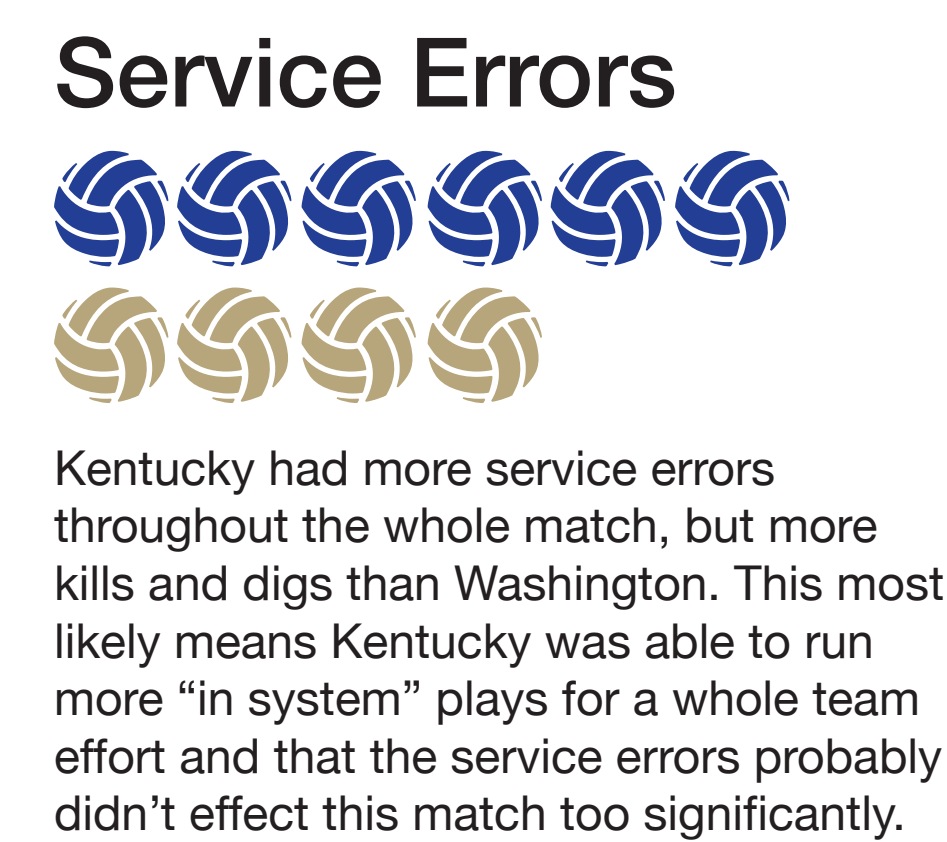 Service Errors
Kentucky had more service errors
throughout the whole match, but more
kills and digs than Washington. This most
likely means Kentucky was able to run
more “in system” plays for a whole team
effort and that the service errors probably
didn’t effect this match too significantly.